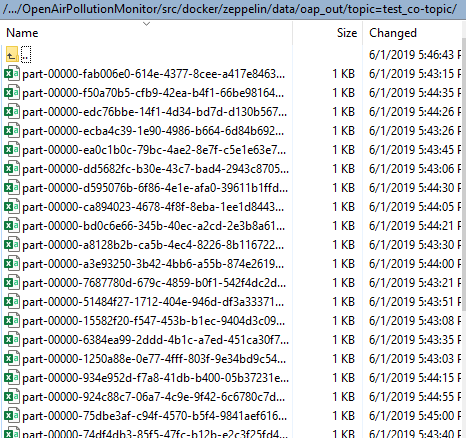 /.../OpenAirPollutionMonitor/src/docker/zeppelin/data/oap_out/topic=test_co-topic/
Name Size Changed
.. 6/1/2019 5:46:43 P
part-00000-fab006e0-614e-4377-8cee-a417e8463... 1 KB 6/1/2019 5:43:15 P
part-00000-f50a70b5-cfb9-42ea-b4f1-66be98164... 1 KB 6/1/2019 5:44:35 P
part-00000-edc76bbe-14f1-4d34-bd7d-d130b567... 1 KB 6/1/2019 5:43:26 P
part-00000-ecba4c39-1e90-4986-b664-6d84b692... 1 KB 6/1/2019 5:43:26 P
part-00000-ea0c1b0c-79bc-4ae2-8e7f-c5e1e63e7... 1 KB 6/1/2019 5:43:45 P
part-00000-dd5682fc-b30e-43c7-bad4-2943c8705... 1 KB 6/1/2019 5:43:06 P
part-00000-d595076b-6f86-4e1e-afa0-39611b1ffd... 1 KB 6/1/2019 5:44:30 P
part-00000-ca894023-4678-4f8f-8eba-1ee1d8443... 1 KB 6/1/2019 5:44:05 P
part-00000-bd0c6e66-345b-40ec-a2cd-2e3b8a61... 1 KB 6/1/2019 5:44:21 P
part-00000-a8128b2b-ca5b-4ec4-8226-8b116722... 1 KB 6/1/2019 5:43:30 P
part-00000-a3e93250-3b42-4bb6-a55b-874e2619... 1 KB 6/1/2019 5:44:00 P
part-00000-7687780d-679c-4859-b0f1-542f4dc2d... 1 KB 6/1/2019 5:43:21 P
part-00000-51484f27-1712-404e-946d-df3a33371... 1 KB 6/1/2019 5:43:51 P
part-00000-15582f20-f547-453b-b1ec-9404d3c09... 1 KB 6/1/2019 5:43:08 P
part-00000-6384ea99-2ddd-4b1c-a7ed-451ca30f7... 1 KB 6/1/2019 5:43:35 P
part-00000-1250a88e-0e77-4fff-803f-9e34bd9c54... 1 KB 6/1/2019 5:43:03 P
part-00000-934e952d-f7a8-41db-b400-05b37231e... 1 KB 6/1/2019 5:44:15 P
part-00000-924c88c7-06a7-4c9e-9f42-6c6780c7d... 1 KB 6/1/2019 5:44:55 P
part-00000-75dbe3af-c94f-4570-b5f4-9841aef616... 1 KB 6/1/2019 5:45:00 P
part-00000-74df4db3-85f5-47fc-b12b-e2c3f25fd4... 1 KB 6/1/2019 5:43:40 P